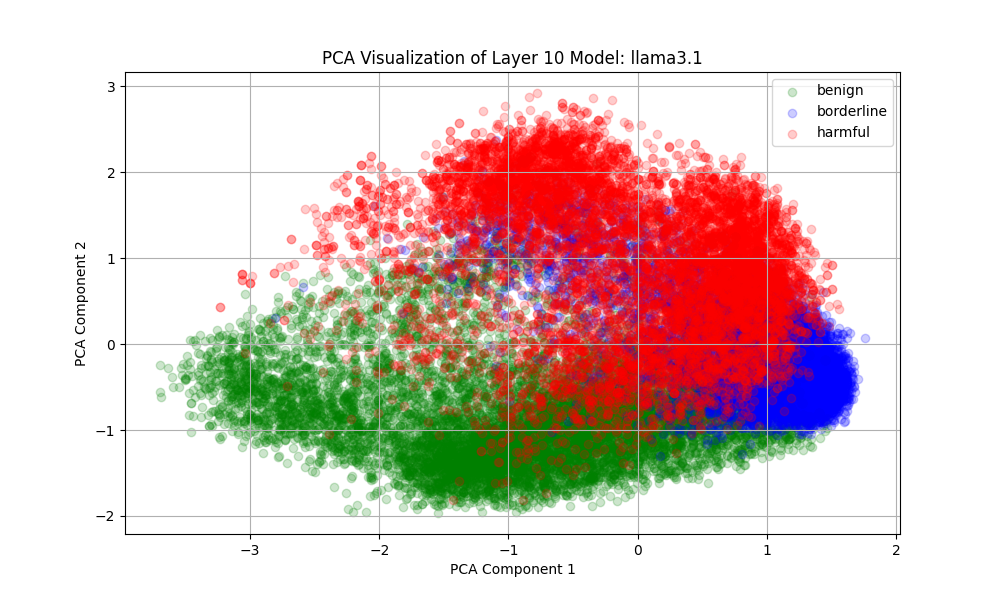 PCA Visualization of Layer 10 Model: llama3.1
benign
borderline
harmful
PCA Component 2
3
2
1
0
−1
−2
−3
−2
−1
0
1
2
PCA Component 1